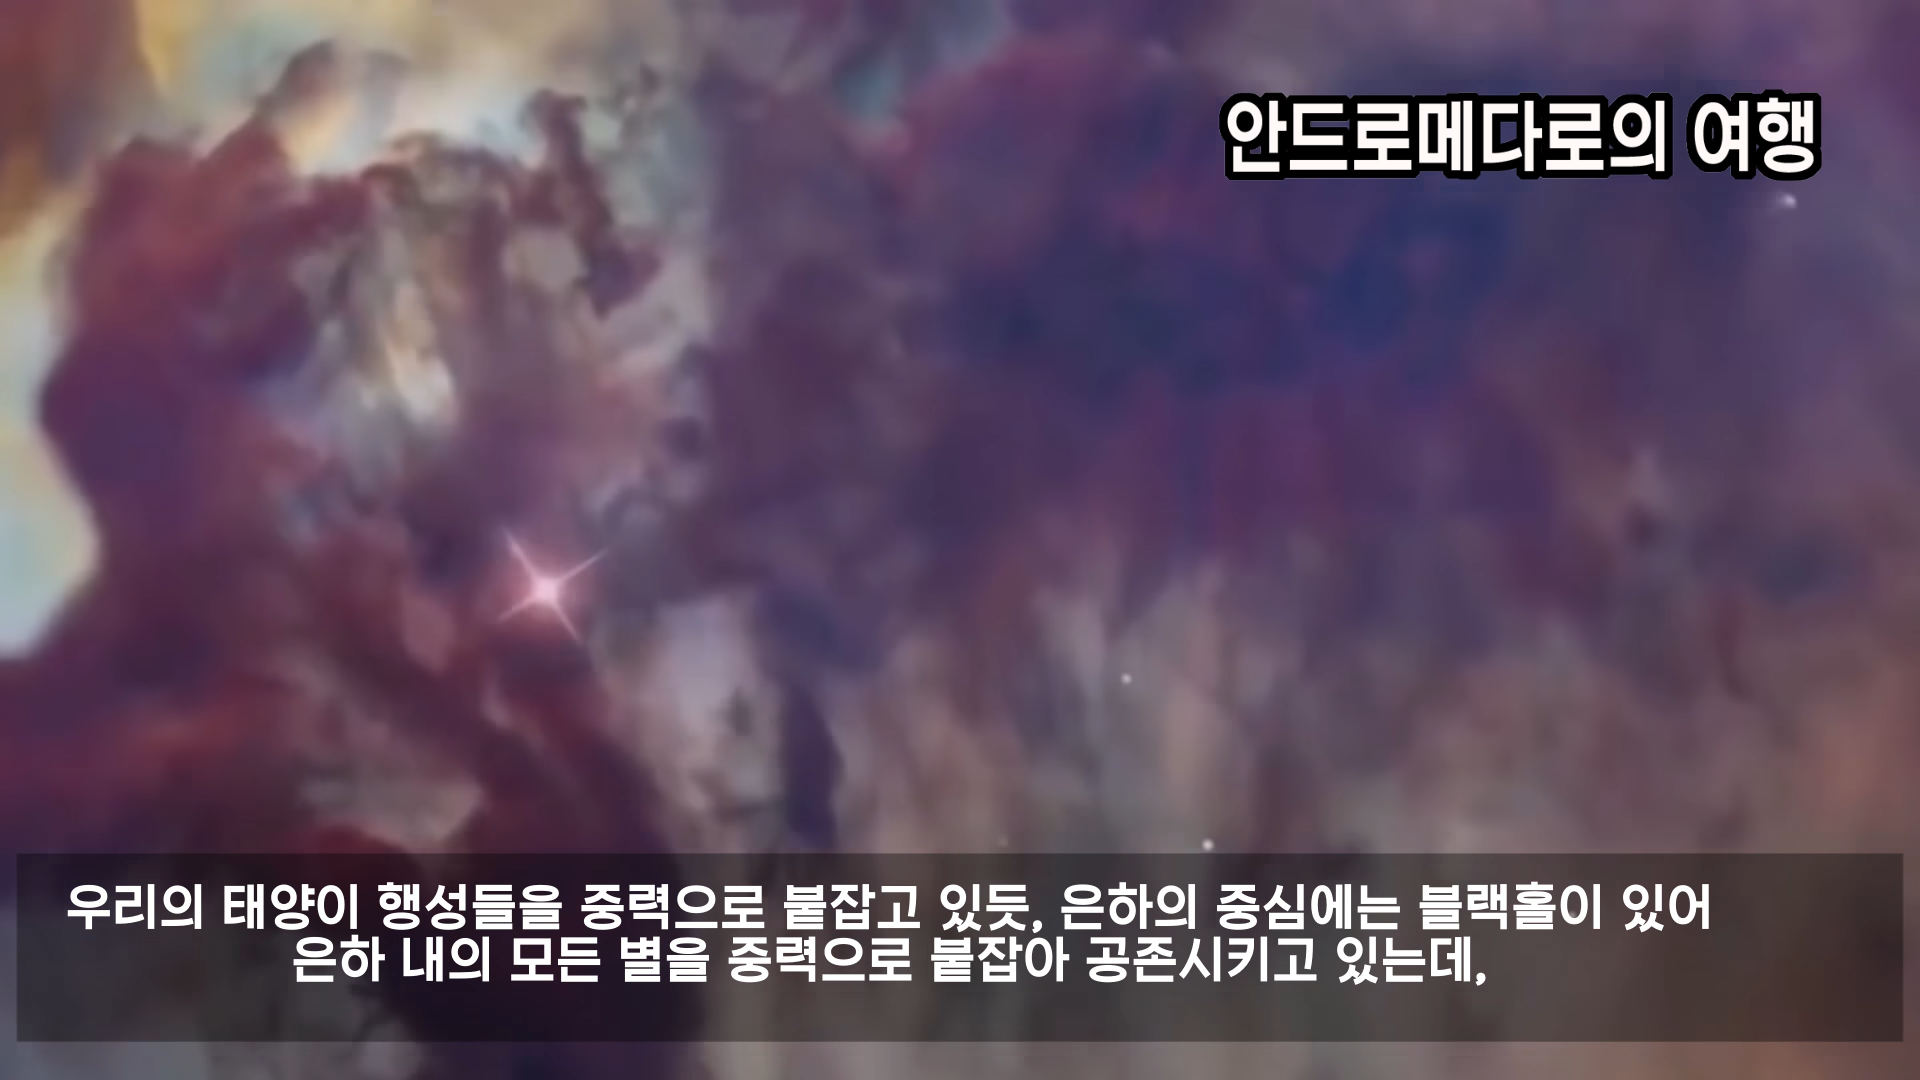 안드로메다로의 여행
우리의 태양이 행성들을 중력으로 붙잡고 있듯, 은하의 중심에는 블랙홀이 있어
은하 내의 모든 별을 중력으로 붙잡아 공존시키고 있는데,